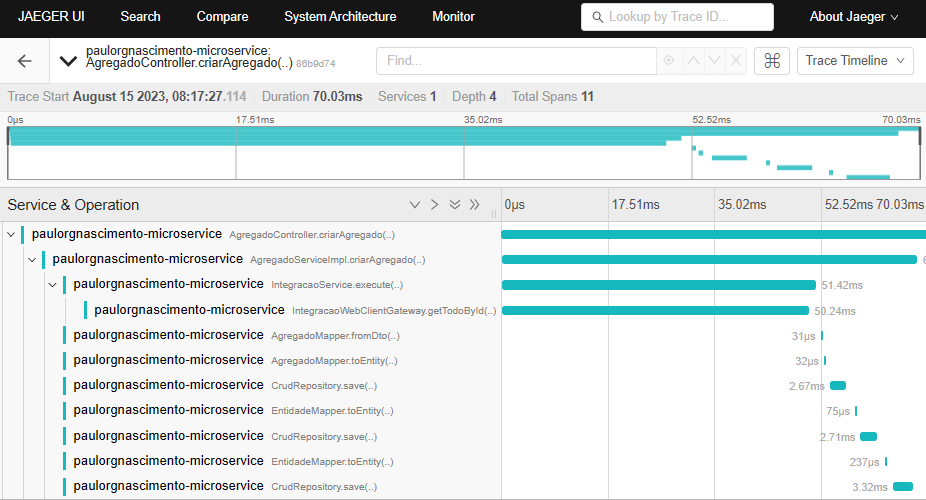 JAEGER UI Search Compare System Architecture Monitor Lookup by Trace ID... About Jaeger
paulorgnascimento-microservice:
AgregadoController.criarAgregado(..) 86b9d74 Find... Trace Timeline
Trace Start August 15 2023, 08:17:27.114 Duration 70.03ms Services 1 Depth 4 Total Spans 11
0μs 17.51ms 35.02ms 52.52ms 70.03ms
Service & Operation 0μs 17.51ms 35.02ms 52.52ms 70.03ms
paulorgnascimento-microservice AgregadoController.criarAgregado(..)
paulorgnascimento-microservice AgregadoServiceImpl.criarAgregado(..)
paulorgnascimento-microservice IntegracaoService.execute(..) 51.42ms
paulorgnascimento-microservice IntegracaoWebClientGateway.getTodoById(..) 50.24ms
paulorgnascimento-microservice AgregadoMapper.fromDto(..) 31μs
paulorgnascimento-microservice AgregadoMapper.toEntity(..) 32μs
paulorgnascimento-microservice CrudRepository.save(..) 2.67ms
paulorgnascimento-microservice EntidadeMapper.toEntity(..) 75μs
paulorgnascimento-microservice CrudRepository.save(..) 2.71ms
paulorgnascimento-microservice EntidadeMapper.toEntity(..) 237μs
paulorgnascimento-microservice CrudRepository.save(..) 3.32ms